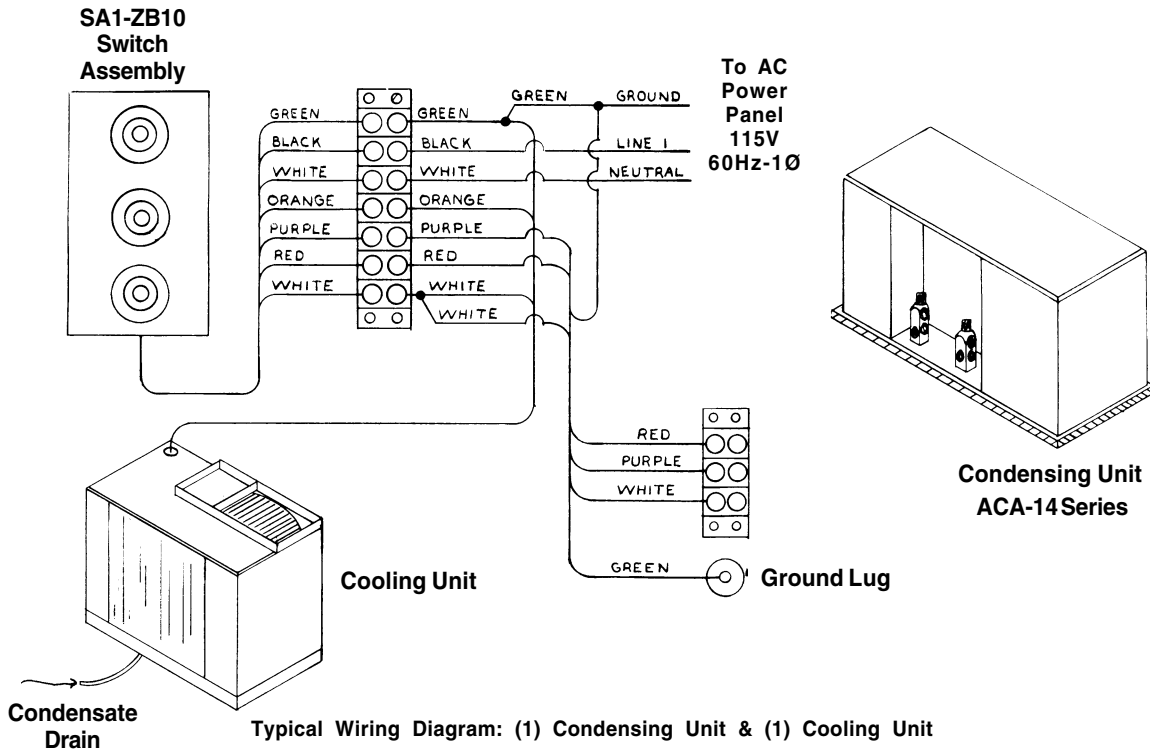 SA1-ZB10
Switch
Assembly
GREEN
BLACK
WHITE
ORANGE
PURPLE
RED
WHITE
GREEN
BLACK
WHITE
ORANGE
PURPLE
RED
WHITE
WHITE
GREEN
GROUND
LINE 1
NEUTRAL
To AC
Power
Panel
115V
60Hz-1Ø
Condensing Unit
ACA-14 Series
RED
PURPLE
WHITE
GREEN
Ground Lug
Cooling Unit
Condensate
Drain
Typical Wiring Diagram: (1) Condensing Unit & (1) Cooling Unit